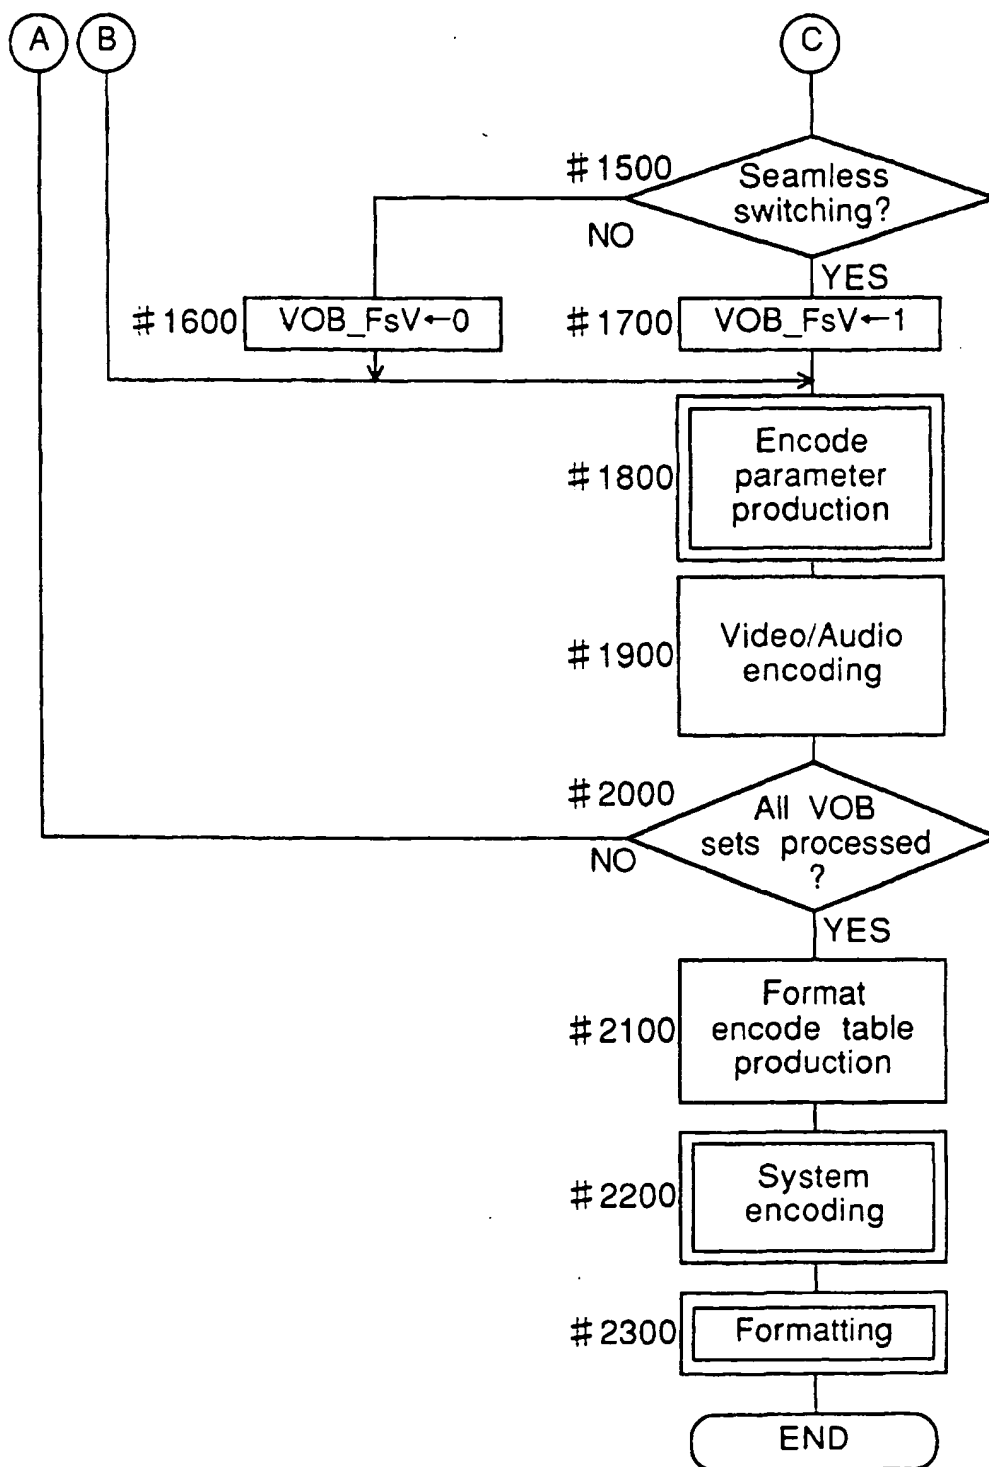 A B C
#1500
Seamless
switching?
NO
YES
#1600 VOB_FsV←0
#1700 VOB_FsV←1
#1800
Encode
parameter
production
#1900
Video/Audio
encoding
#2000
All VOB
sets processed
?
NO
YES
#2100
Format
encode table
production
#2200
System
encoding
#2300 Formatting
END